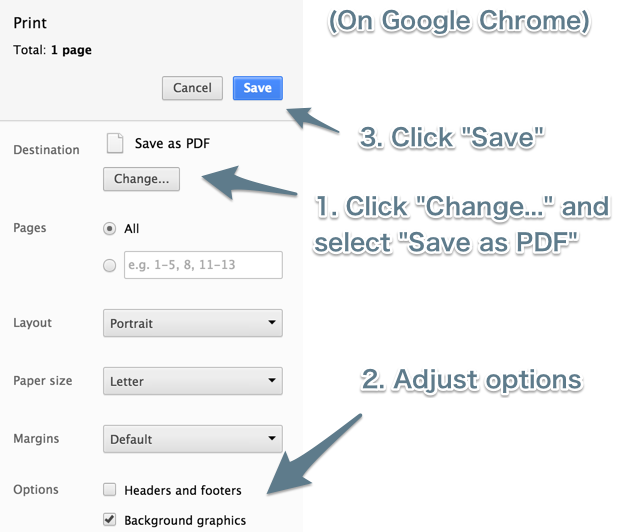 Print
(On Google Chrome)
Total: 1 page
Cancel
Save
3. Click "Save"
Destination
Save as PDF
Change...
1. Click "Change..." and
select "Save as PDF"
Pages
All
e.g. 1-5, 8, 11-13
Layout
Portrait
Paper size
Letter
2. Adjust options
Margins
Default
Options
Headers and footers
Background graphics